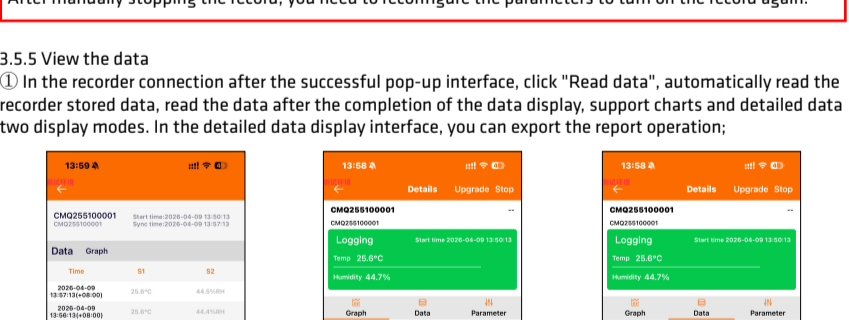 After manually stopping the record, you need to reconfigure the parameters to turn on the record again.
3.5.5 View the data
① In the recorder connection after the successful pop-up interface, click "Read data", automatically read the
recorder stored data, read the data after the completion of the data display, support charts and detailed data
two display modes. In the detailed data display interface, you can export the report operation;
13:59
CMQ255100001
CMQ255100001
Start time:2026-04-09 13:50:13
Sync time:2026-04-09 13:57:13
Data Graph
Time S1 S2
2026-04-09
13:57:13(+08:00) 25.6°C 44.5%RH
2026-04-09
13:56:13(+08:00) 25.6°C 44.4%RH
13:58
Details Upgrade Stop
CMQ255100001 --
CMQ255100001
Logging Start time 2026-04-09 13:50:13
Temp 25.6°C
Humidity 44.7%
Graph Data Parameter
13:58
Details Upgrade Stop
CMQ255100001 --
CMQ255100001
Logging Start time 2026-04-09 13:50:13
Temp 25.6°C
Humidity 44.7%
Graph Data Parameter